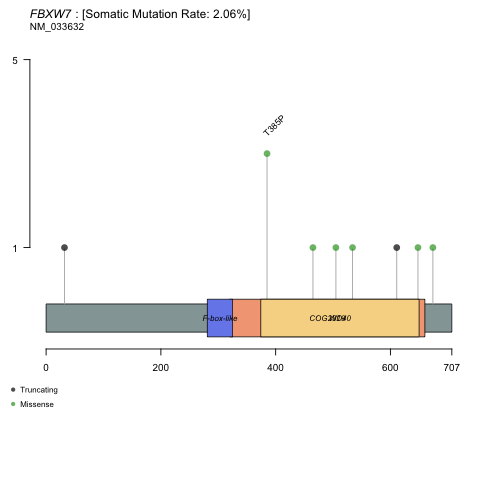 FBXW7 : [Somatic Mutation Rate: 2.06%]
NM_033632
5
T385P
1
F-box-like
WD40
0 200 400 600 707
Truncating
Missense